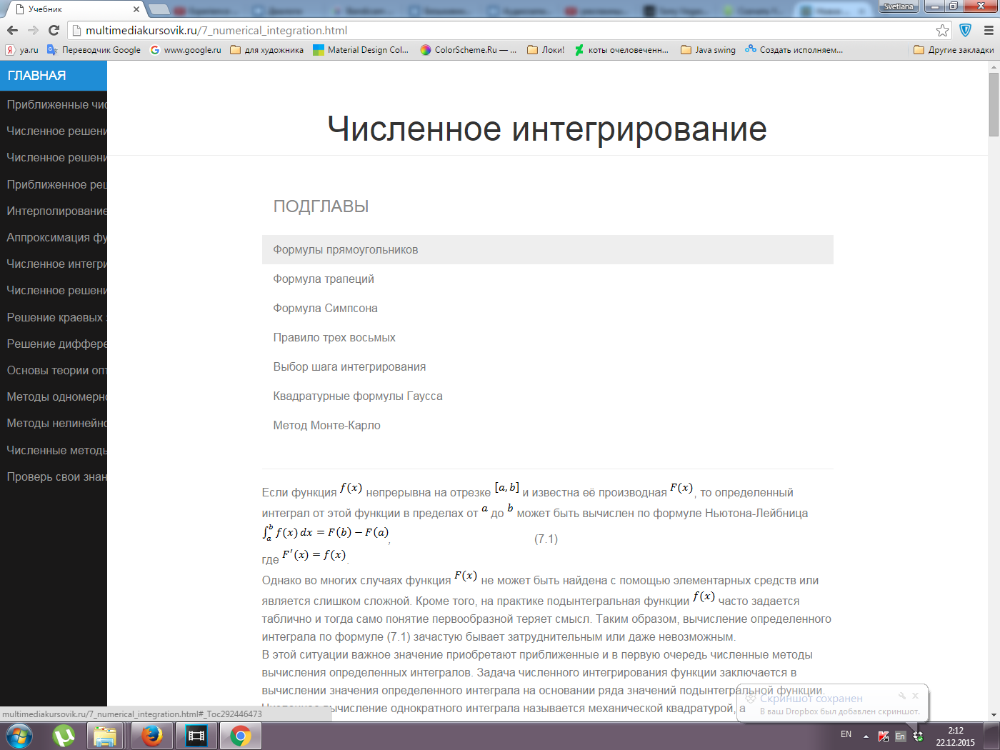 Учебник
Svetlana
multimediakursovik.ru/7_numerical_integration.html
ya.ru Переводчик Google www.google.ru для художника Material Design Col... ColorScheme.Ru — ... Локи! коты очеловеченн... Java swing Создать исполняем... Другие закладки
ГЛАВНАЯ
Приближенные чис
Численное решени
Численное решени
Приближенное реш
Интерполирование
Аппроксимация фу
Численное интегри
Численное решени
Решение краевых з
Решение диффере
Основы теории опт
Методы одномерно
Методы нелинейно
Численные методы
Проверь свои знан
Численное интегрирование
ПОДГЛАВЫ
Формулы прямоугольников
Формула трапеций
Формула Симпсона
Правило трех восьмых
Выбор шага интегрирования
Квадратурные формулы Гаусса
Метод Монте-Карло
Если функция f(x) непрерывна на отрезке [a, b] и известна её производная F(x), то определенный
интеграл от этой функции в пределах от a до b может быть вычислен по формуле Ньютона-Лейбница
∫ₐᵇ f(x) dx = F(b) − F(a), (7.1)
где F′(x) = f(x).
Однако во многих случаях функция F(x) не может быть найдена с помощью элементарных средств или
является слишком сложной. Кроме того, на практике подынтегральная функции f(x) часто задается
таблично и тогда само понятие первообразной теряет смысл. Таким образом, вычисление определенного
интеграла по формуле (7.1) зачастую бывает затруднительным или даже невозможным.
В этой ситуации важное значение приобретают приближенные и в первую очередь численные методы
вычисления определенных интегралов. Задача численного интегрирования функции заключается в
вычислении значения определенного интеграла на основании ряда значений подынтегральной функции.
вычисление однократного интеграла называется механической квадратурой, а
multimediakursovik.ru/7_numerical_integration.html#_Toc292446473
Скриншот сохранен
В ваш Dropbox был добавлен скриншот.
EN
En
2:12
22.12.2015